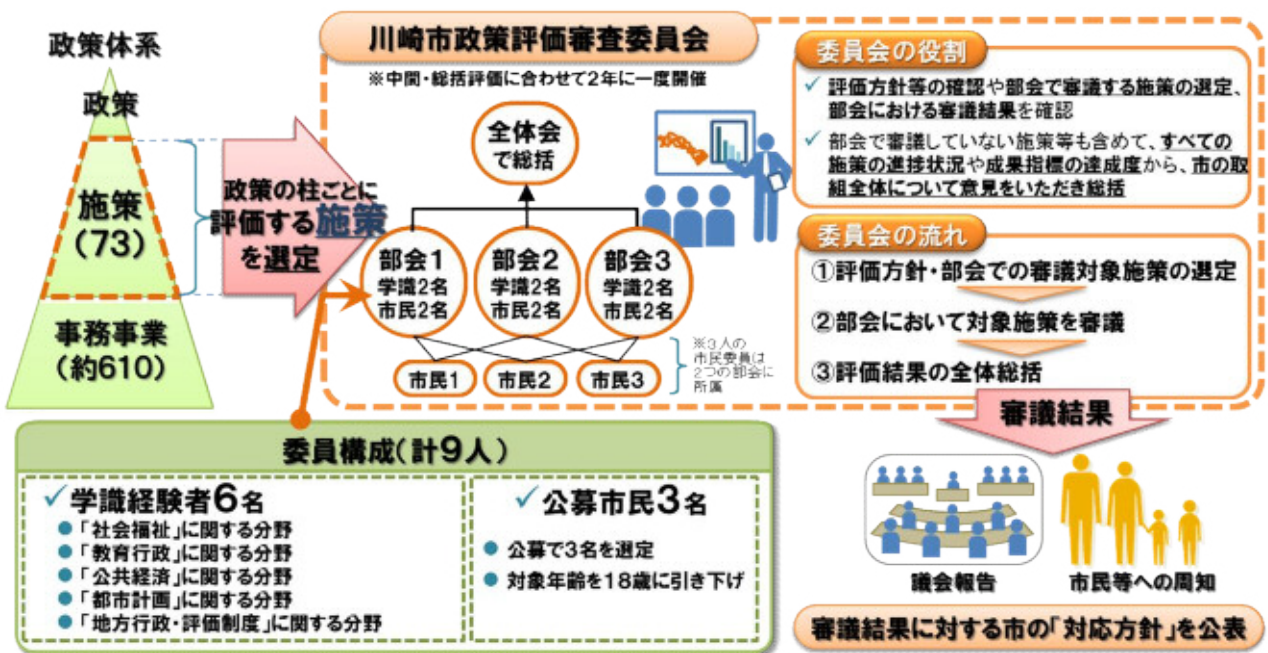 政策体系
政策
施策
(73)
事務事業
(約610)
政策の柱ごとに
評価する施策
を選定
川崎市政策評価審査委員会
※中間・総括評価に合わせて2年に一度開催
全体会
で総括
部会1
学識2名
市民2名
部会2
学識2名
市民2名
部会3
学識2名
市民2名
市民1
市民2
市民3
※3人の
市民委員は
2つの部会に
所属
委員会の役割
✓ 評価方針等の確認や部会で審議する施策の選定、
部会における審議結果を確認
✓ 部会で審議していない施策等も含めて、すべての
施策の進捗状況や成果指標の達成度から、市の取
組全体について意見をいただき総括
委員会の流れ
①評価方針・部会での審議対象施策の選定
②部会において対象施策を審議
③評価結果の全体総括
審議結果
議会報告
市民等への周知
審議結果に対する市の「対応方針」を公表
委員構成(計9人)
✓学識経験者6名
●「社会福祉」に関する分野
●「教育行政」に関する分野
●「公共経済」に関する分野
●「都市計画」に関する分野
●「地方行政・評価制度」に関する分野
✓公募市民3名
● 公募で3名を選定
● 対象年齢を18歳に引き下げ